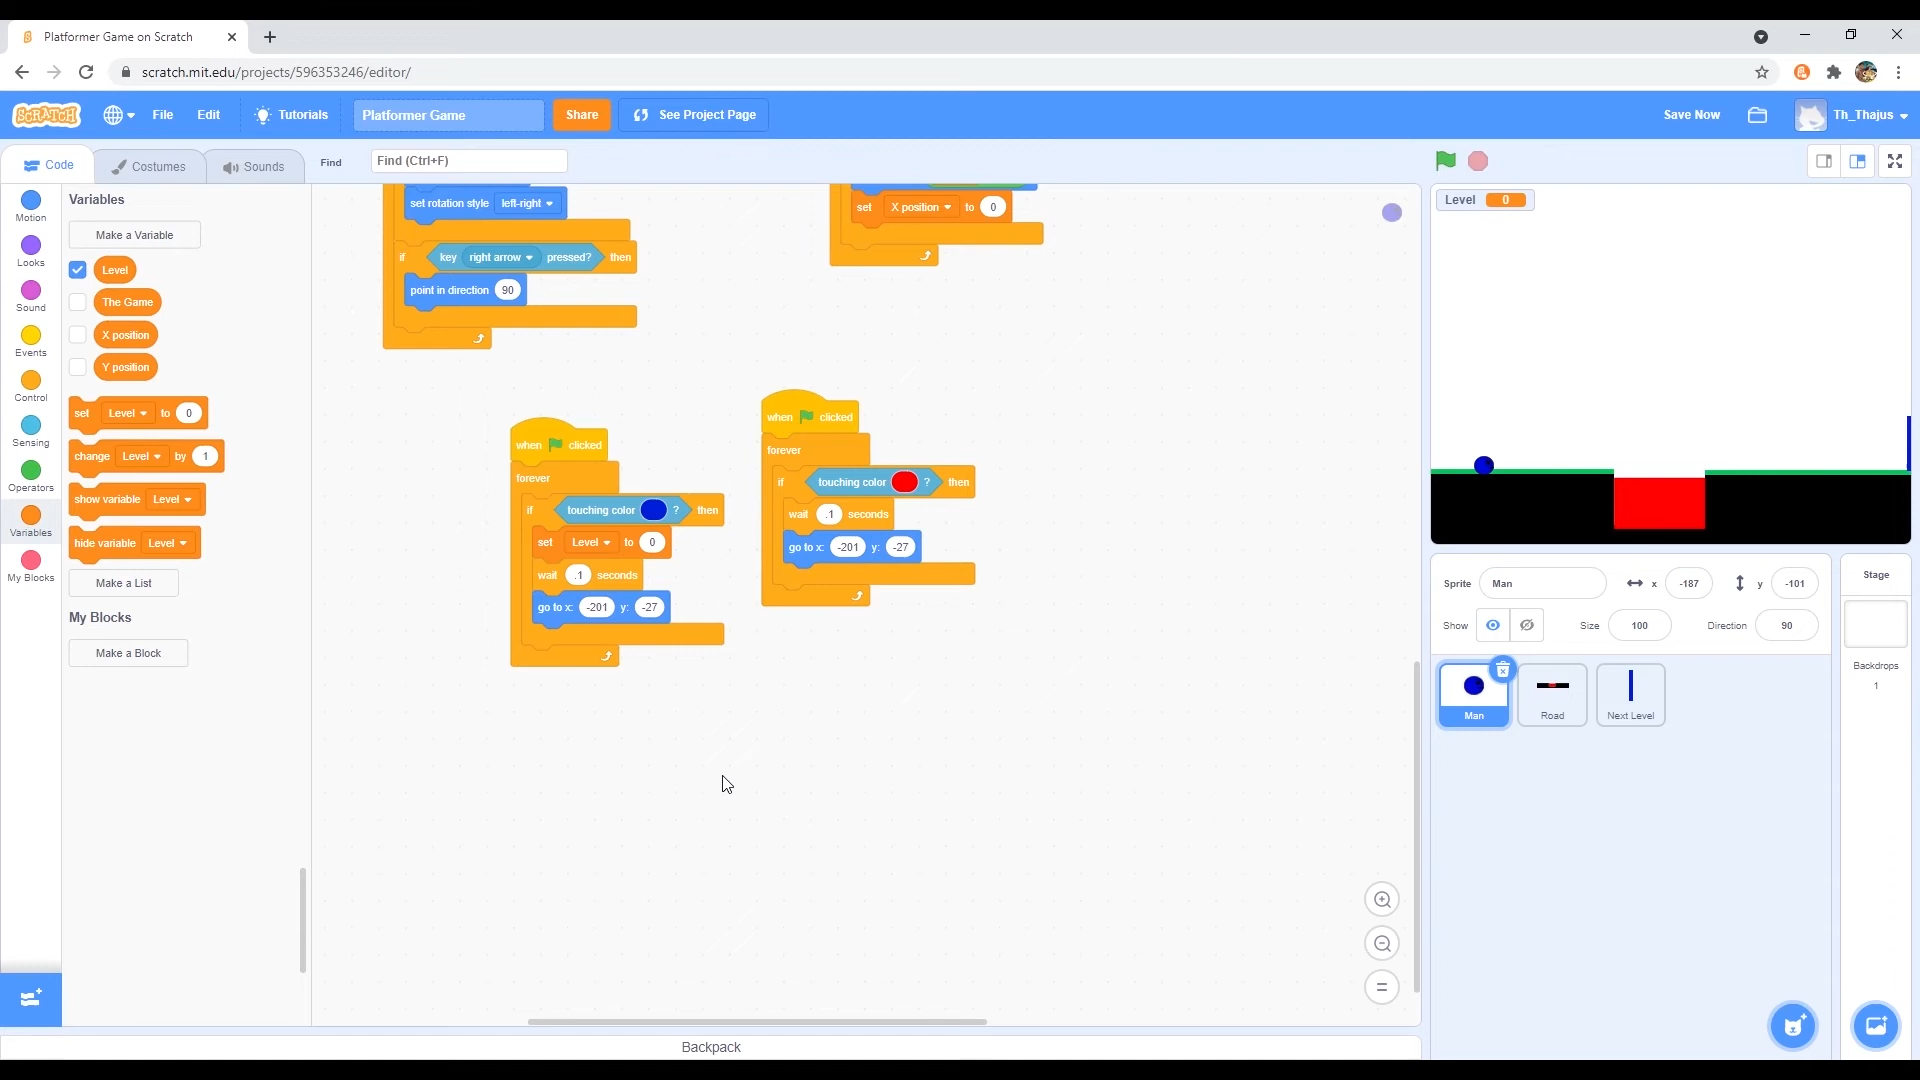 Platformer Game on Scratch
scratch.mit.edu/projects/596353246/editor/
SCRATCH
File
Edit
Tutorials
Platformer Game
Share
See Project Page
Save Now
Th_Thajus
Code
Costumes
Sounds
Find
Find (Ctrl+F)
Motion
Looks
Sound
Events
Control
Sensing
Operators
Variables
My Blocks
Variables
Make a Variable
Level
The Game
X position
Y position
set Level to 0
change Level by 1
show variable Level
hide variable Level
Make a List
My Blocks
Make a Block
set rotation style left-right
if key right arrow pressed? then
point in direction 90
set X position to 0
when clicked
forever
if touching color ? then
set Level to 0
wait .1 seconds
go to x: -201 y: -27
when clicked
forever
if touching color ? then
wait .1 seconds
go to x: -201 y: -27
Backpack
Level 0
Sprite Man x -187 y -101
Show Size 100 Direction 90
Man
Road
Next Level
Stage
Backdrops
1